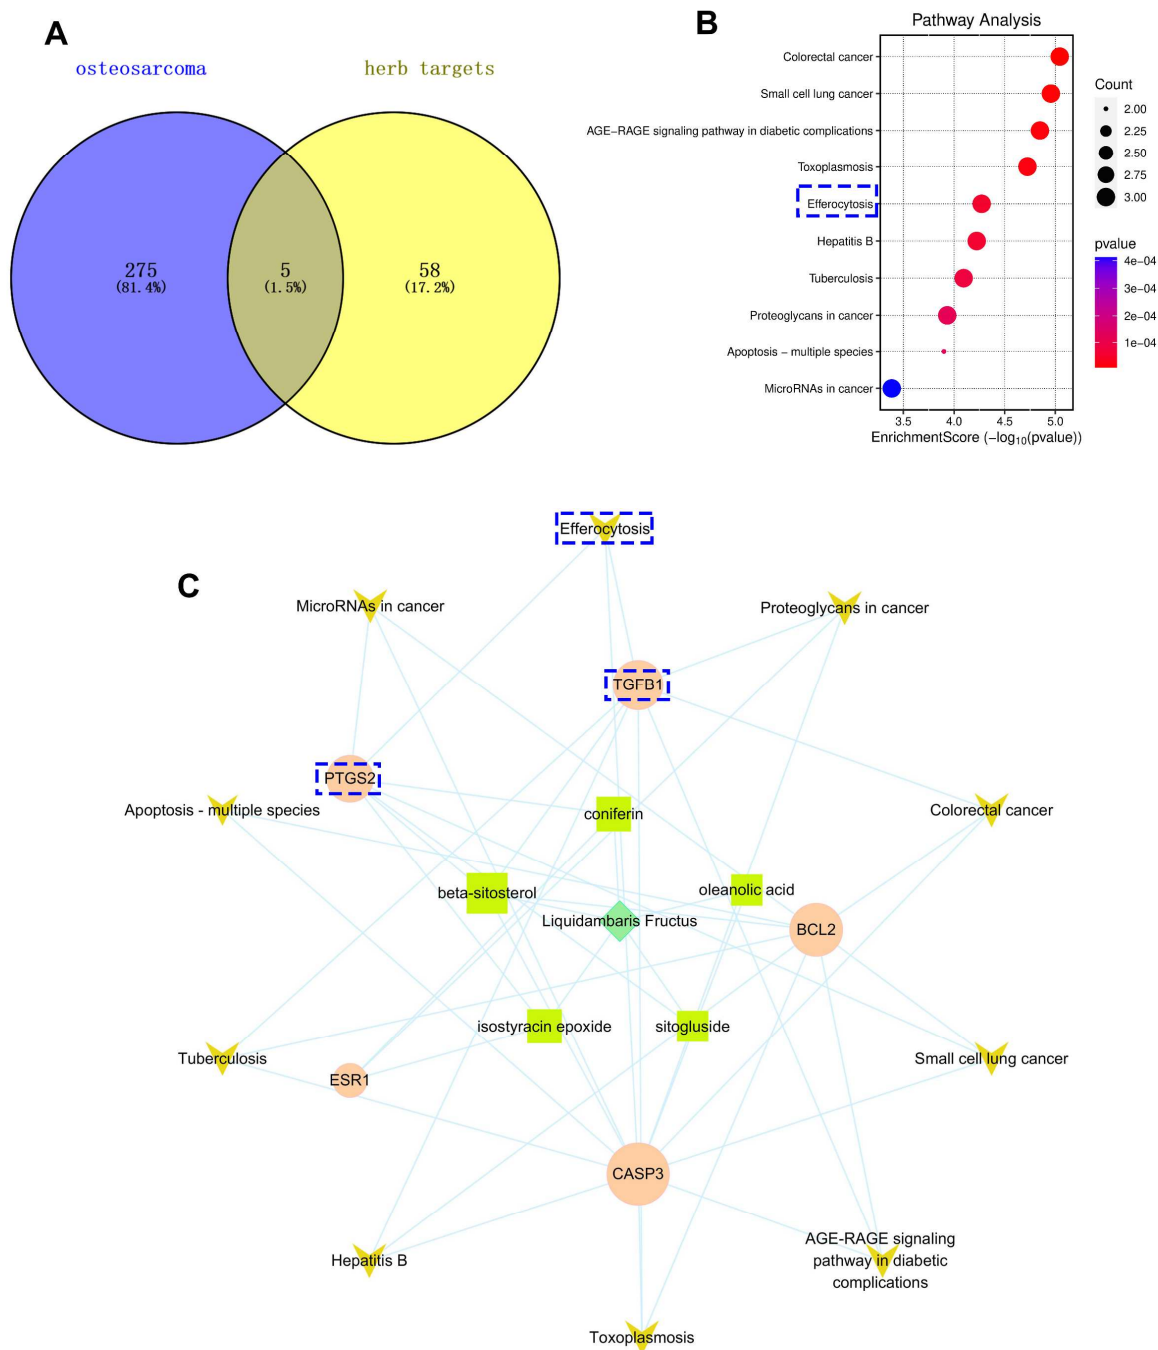 A
osteosarcoma
herb targets
275
(81.4%)
5
(1.5%)
58
(17.2%)
B
Pathway Analysis
Colorectal cancer
Small cell lung cancer
AGE−RAGE signaling pathway in diabetic complications
Toxoplasmosis
Efferocytosis
Hepatitis B
Tuberculosis
Proteoglycans in cancer
Apoptosis − multiple species
MicroRNAs in cancer
3.5 4.0 4.5 5.0
EnrichmentScore (−log10(pvalue))
Count
2.00
2.25
2.50
2.75
3.00
pvalue
4e−04
3e−04
2e−04
1e−04
C
Efferocytosis
MicroRNAs in cancer
Proteoglycans in cancer
TGFB1
PTGS2
Apoptosis - multiple species
coniferin
Colorectal cancer
beta-sitosterol
oleanolic acid
Liquidambaris Fructus
BCL2
isostyracin epoxide
sitogluside
Tuberculosis
ESR1
Small cell lung cancer
CASP3
Hepatitis B
AGE-RAGE signaling
pathway in diabetic
complications
Toxoplasmosis